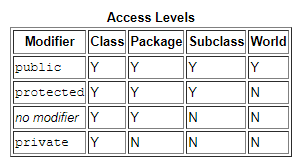 Access Levels
Modifier Class Package Subclass World
public Y Y Y Y
protected Y Y Y N
no modifier Y Y N N
private Y N N N